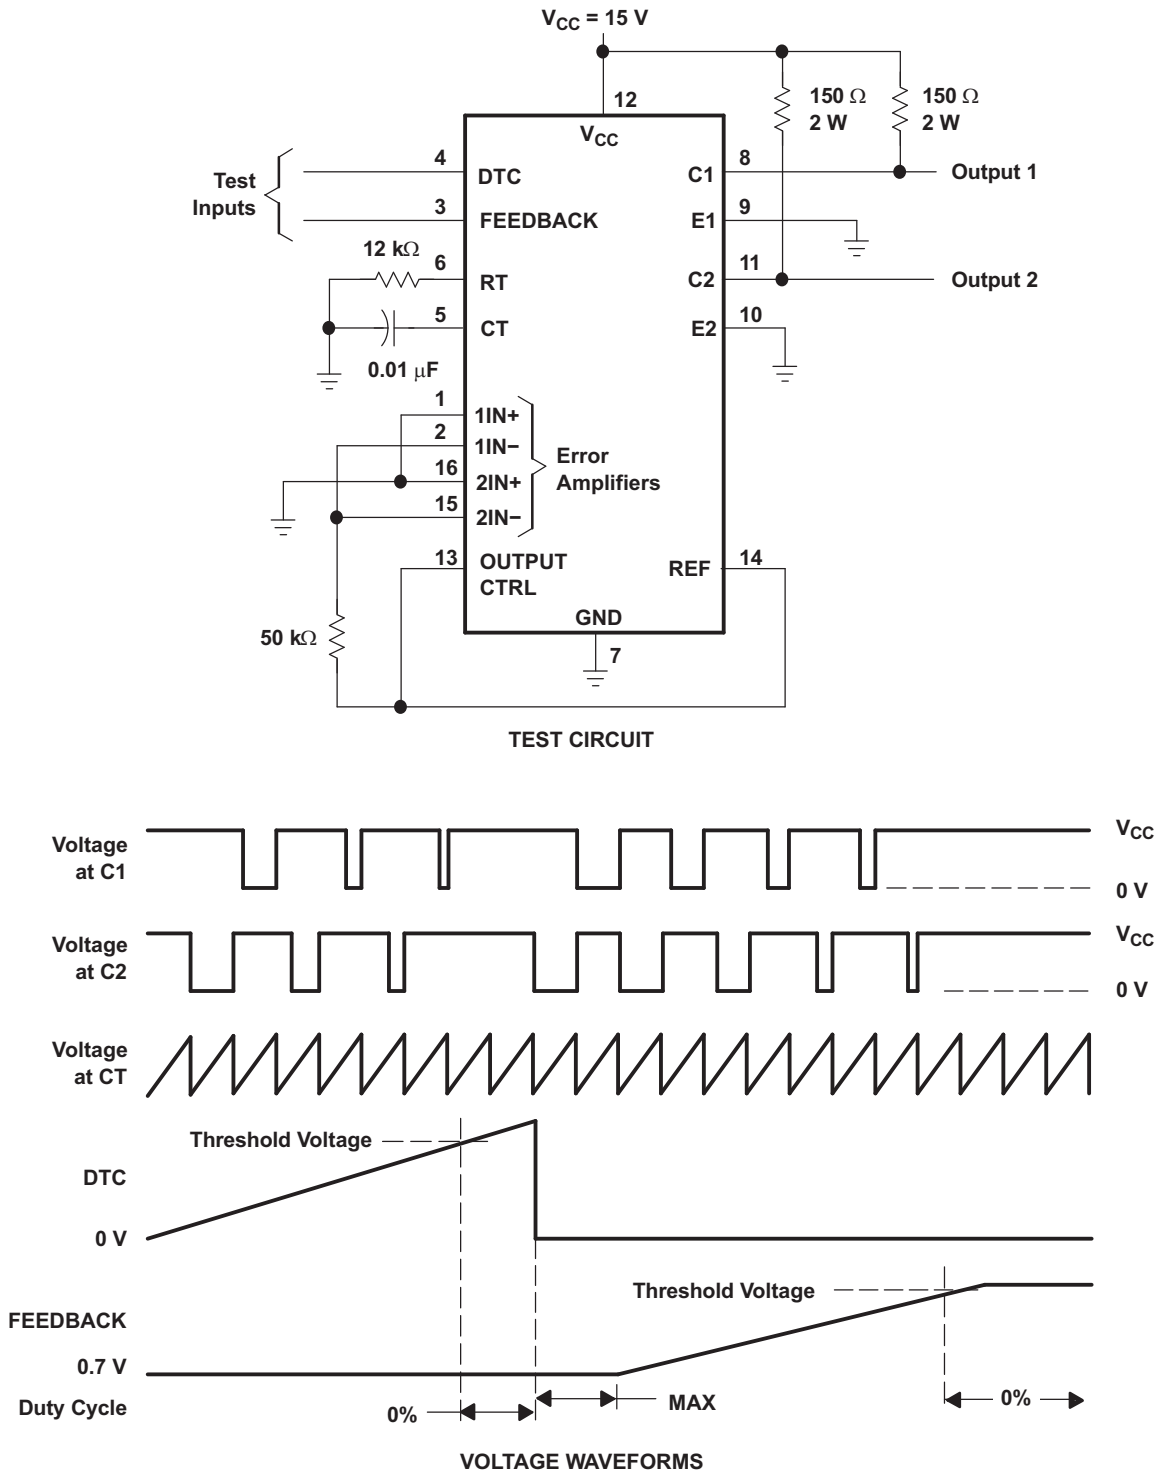 VCC = 15 V
12
150 Ω
2 W
150 Ω
2 W
VCC
Test
Inputs
4
DTC
3
FEEDBACK
12 kΩ
6
RT
5
CT
0.01 μF
1
1IN+
2
1IN−
16
2IN+
15
2IN−
Error
Amplifiers
13
OUTPUT
CTRL
50 kΩ
C1
8
Output 1
E1
9
C2
11
Output 2
E2
10
REF
14
GND
7
TEST CIRCUIT
Voltage
at C1
VCC
0 V
Voltage
at C2
VCC
0 V
Voltage
at CT
Threshold Voltage
DTC
0 V
Threshold Voltage
FEEDBACK
0.7 V
Duty Cycle
0%
MAX
0%
VOLTAGE WAVEFORMS